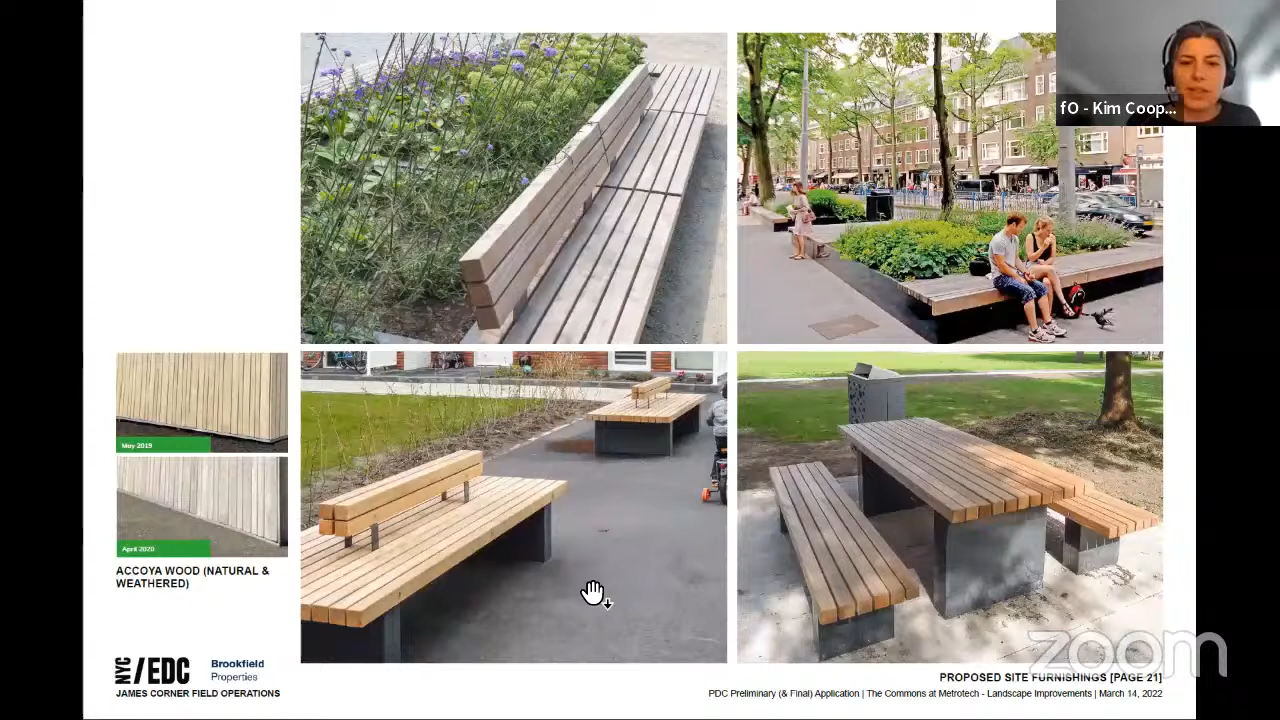 fO - Kim Coop...
May 2019
April 2020
ACCOYA WOOD (NATURAL &
WEATHERED)
NYC /EDC
Brookfield
Properties
JAMES CORNER FIELD OPERATIONS
zoom
PROPOSED SITE FURNISHINGS [PAGE 21]
PDC Preliminary (& Final) Application | The Commons at Metrotech - Landscape Improvements | March 14, 2022